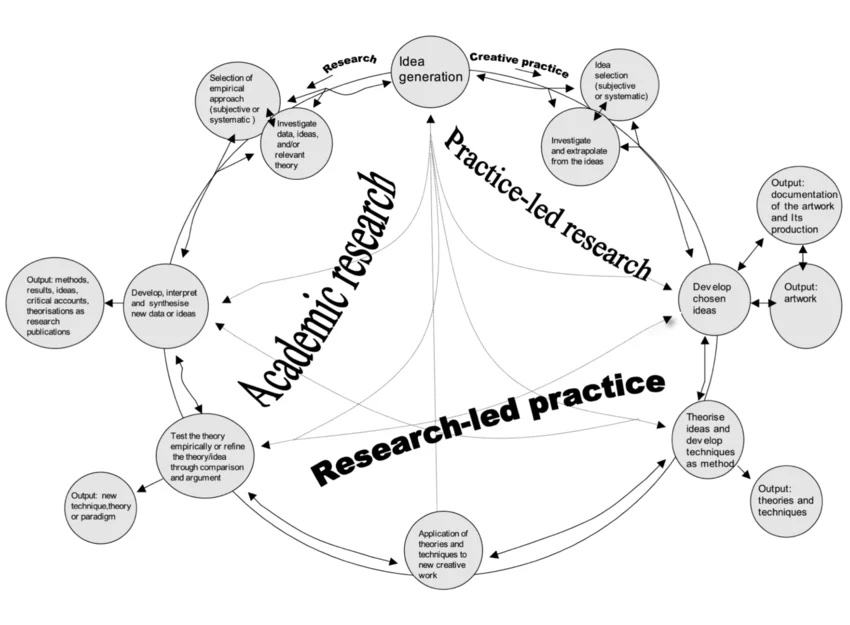 Research
Idea
generation
Creative practice
Selection of
empirical
approach
(subjective or
systematic )
Investigate
data, ideas,
and/or
relevant
theory
Idea
selection
(subjective
or systematic)
Investigate
and extrapolate
from the ideas
Practice-led research
Academic research
Research-led practice
Output:
documentation
of the artwork
and Its
production
Output:
artwork
Develop
chosen
ideas
Output: methods,
results, ideas,
critical accounts,
theorisations as
research
publications
Develop, interpret
and synthesise
new data or ideas
Test the theory
empirically or refine
the theory/idea
through comparison
and argument
Output: new
technique,theory
or paradigm
Theorise
ideas and
develop
techniques
as method
Output:
theories and
techniques
Application of
theories and
techniques to
new creative
work